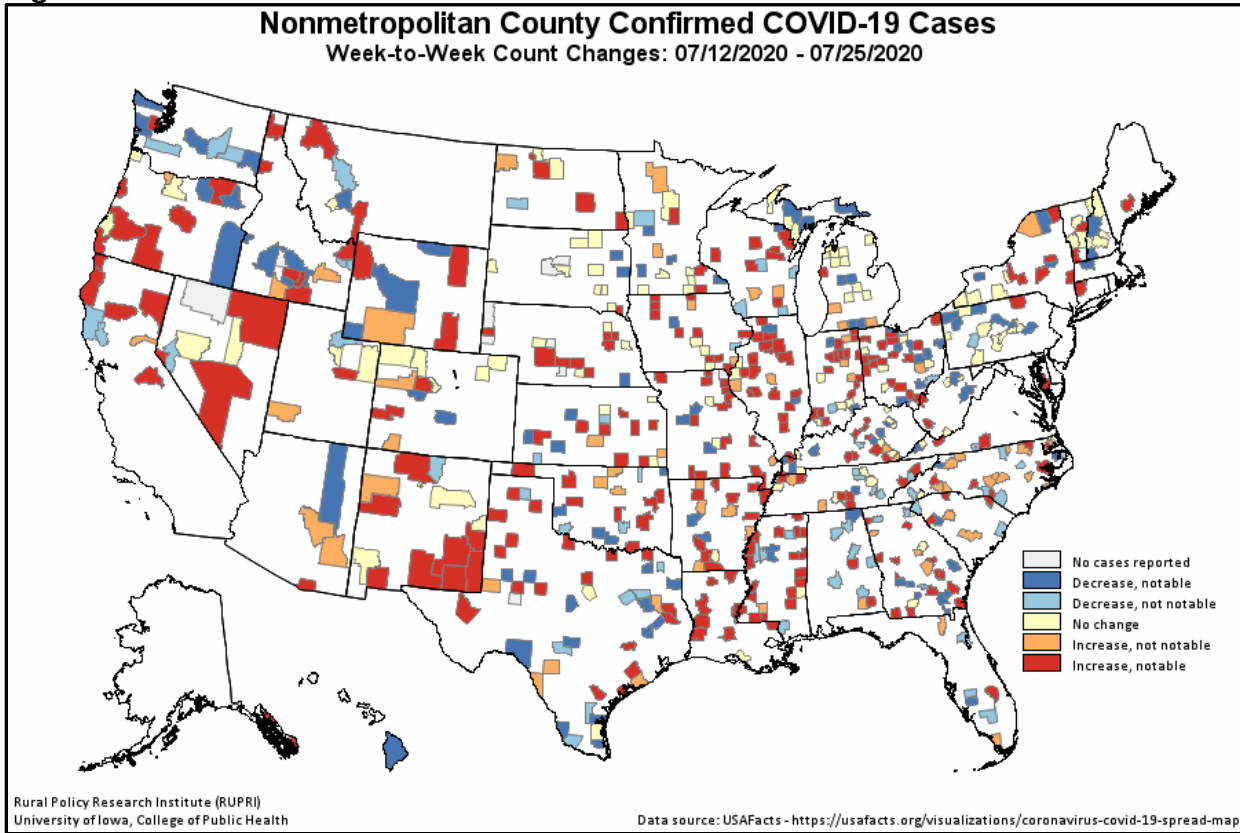 Nonmetropolitan County Confirmed COVID-19 Cases
Week-to-Week Count Changes: 07/12/2020 - 07/25/2020
No cases reported
Decrease, notable
Decrease, not notable
No change
Increase, not notable
Increase, notable
Rural Policy Research Institute (RUPRI)
University of Iowa, College of Public Health
Data source: USAFacts - https://usafacts.org/visualizations/coronavirus-covid-19-spread-map